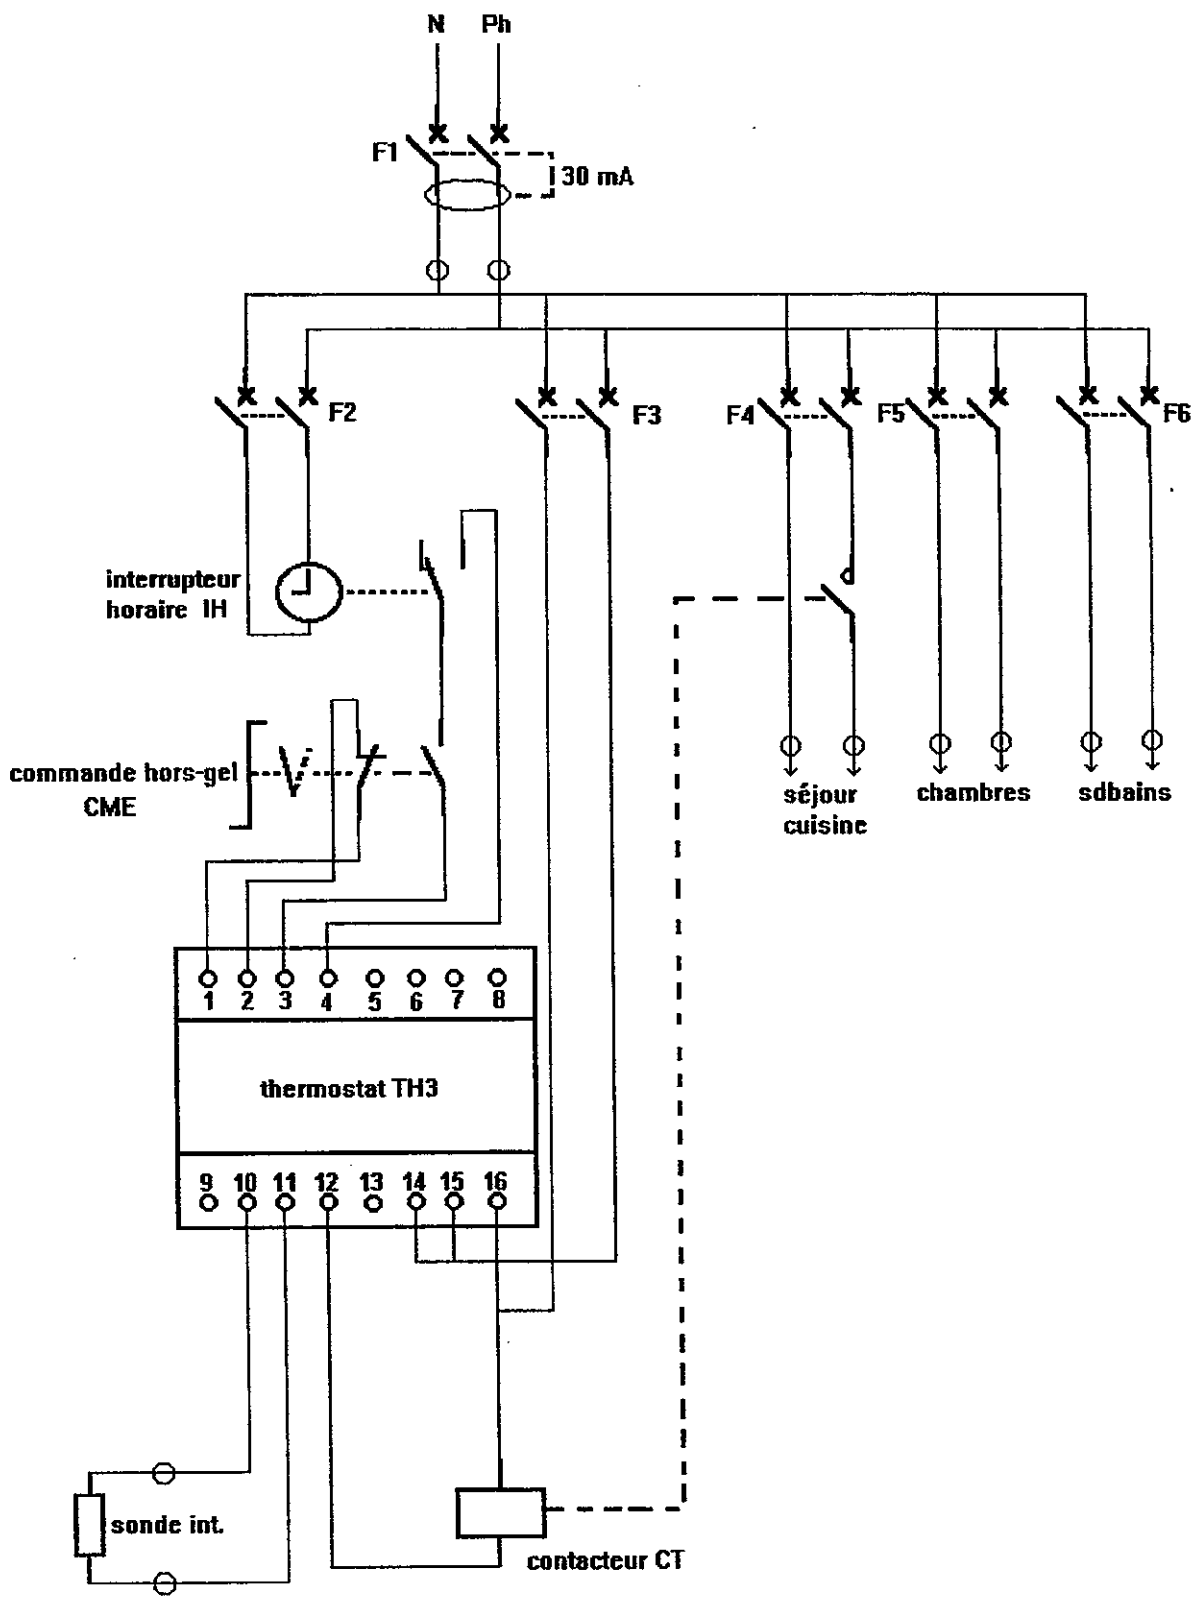 N Ph
F1
30 mA
F2 F3 F4 F5 F6
interrupteur
horaire IH
commande hors-gel
CME
séjour
cuisine
chambres
sdbains
1 2 3 4 5 6 7 8
thermostat TH3
9 10 11 12 13 14 15 16
sonde int.
contacteur CT